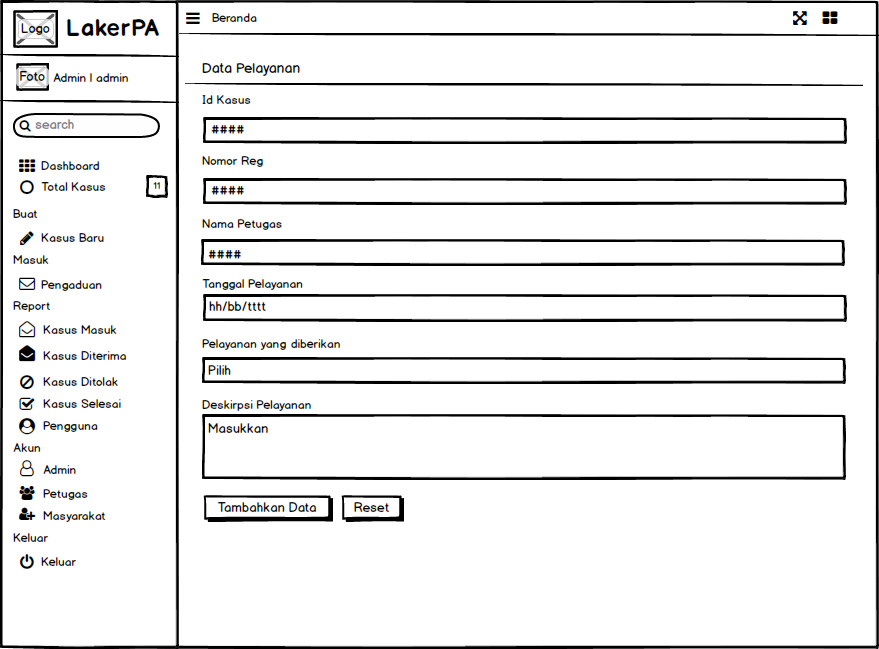 Logo LakerPA
Foto Admin | admin
search
Dashboard
Total Kasus 11
Buat
Kasus Baru
Masuk
Pengaduan
Report
Kasus Masuk
Kasus Diterima
Kasus Ditolak
Kasus Selesai
Pengguna
Akun
Admin
Petugas
Masyarakat
Keluar
Keluar
Beranda
Data Pelayanan
Id Kasus
####
Nomor Reg
####
Nama Petugas
####
Tanggal Pelayanan
hh/bb/tttt
Pelayanan yang diberikan
Pilih
Deskirpsi Pelayanan
Masukkan
Tambahkan Data Reset